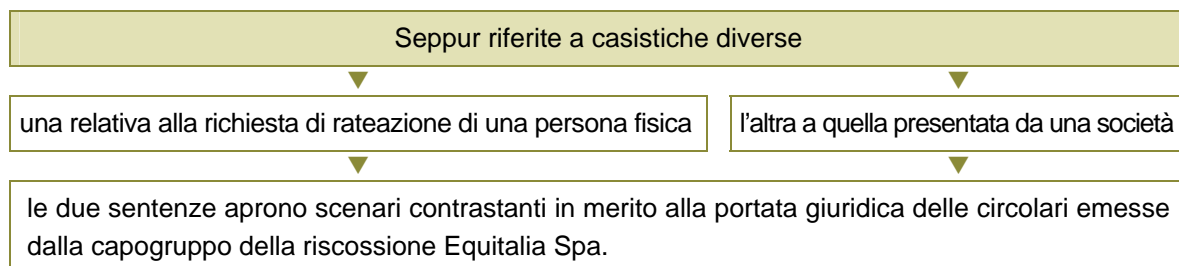 Seppur riferite a casistiche diverse
una relativa alla richiesta di rateazione di una persona fisica
l'altra a quella presentata da una società
le due sentenze aprono scenari contrastanti in merito alla portata giuridica delle circolari emesse
dalla capogruppo della riscossione Equitalia Spa.